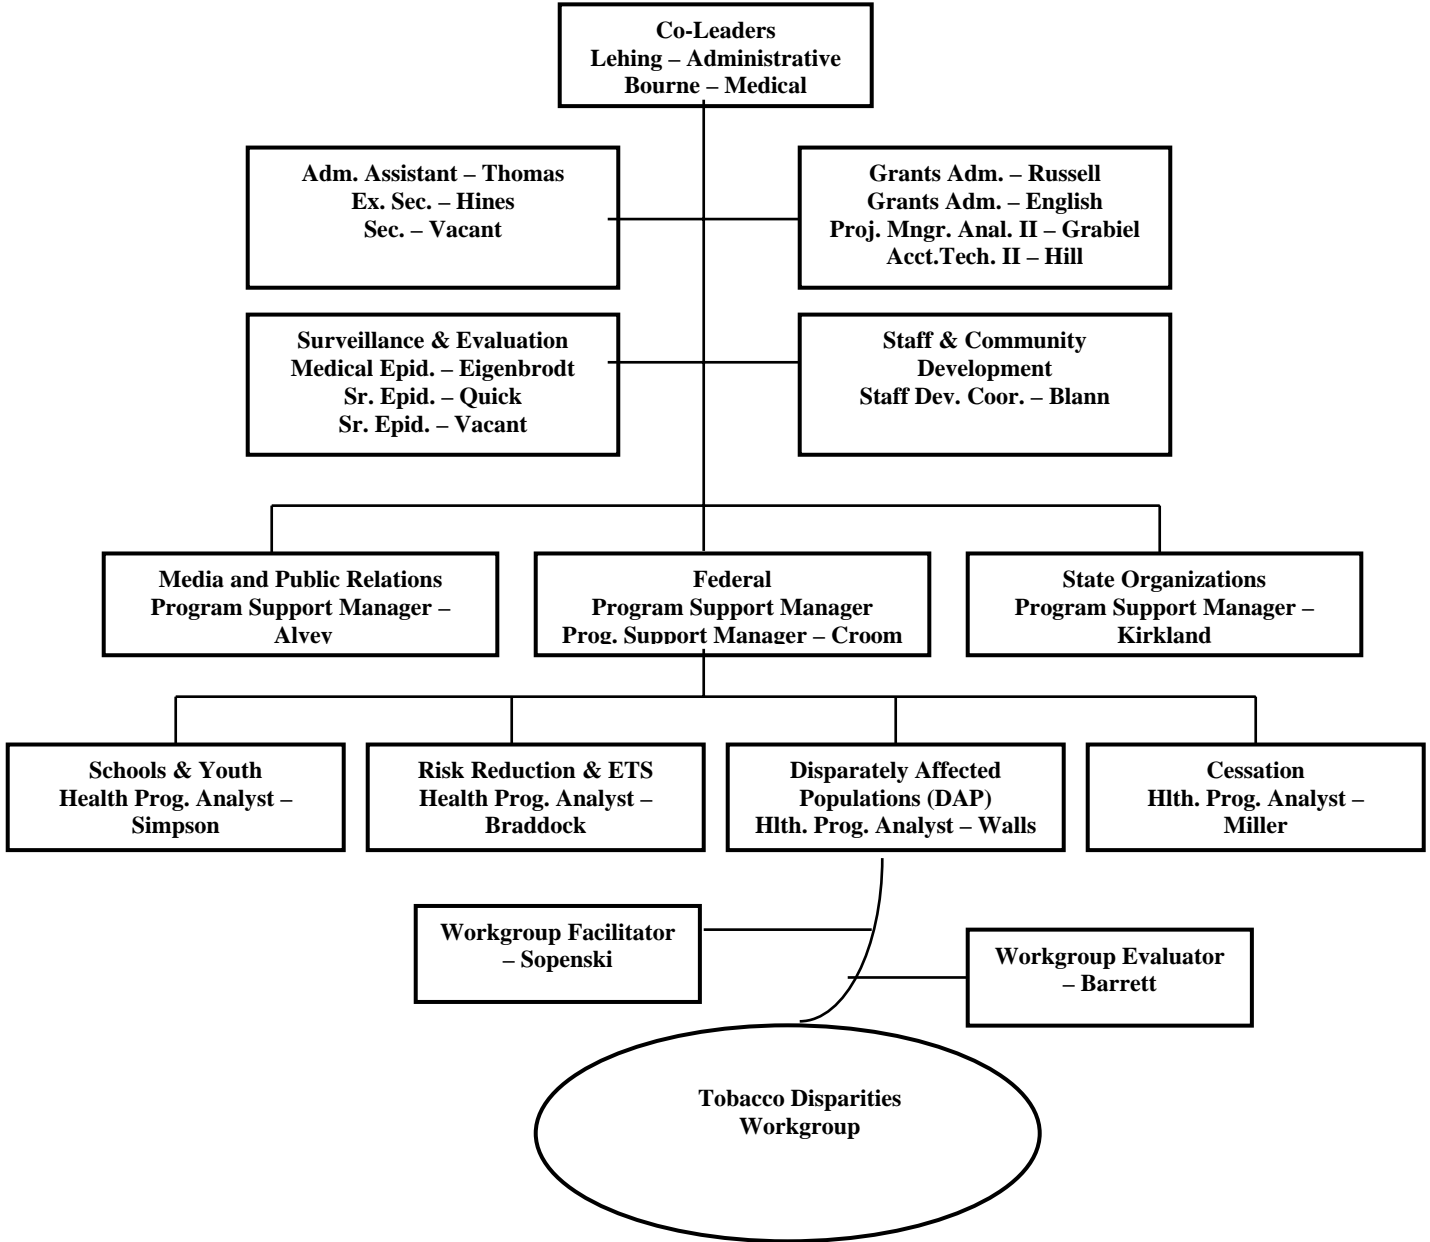 Co-Leaders
Lehing – Administrative
Bourne – Medical
Adm. Assistant – Thomas
Ex. Sec. – Hines
Sec. – Vacant
Grants Adm. – Russell
Grants Adm. – English
Proj. Mngr. Anal. II – Grabiel
Acct.Tech. II – Hill
Surveillance & Evaluation
Medical Epid. – Eigenbrodt
Sr. Epid. – Quick
Sr. Epid. – Vacant
Staff & Community
Development
Staff Dev. Coor. – Blann
Media and Public Relations
Program Support Manager –
Alvey
Federal
Program Support Manager
Prog. Support Manager – Croom
State Organizations
Program Support Manager –
Kirkland
Schools & Youth
Health Prog. Analyst –
Simpson
Risk Reduction & ETS
Health Prog. Analyst –
Braddock
Disparately Affected
Populations (DAP)
Hlth. Prog. Analyst – Walls
Cessation
Hlth. Prog. Analyst –
Miller
Workgroup Facilitator
– Sopenski
Workgroup Evaluator
– Barrett
Tobacco Disparities
Workgroup